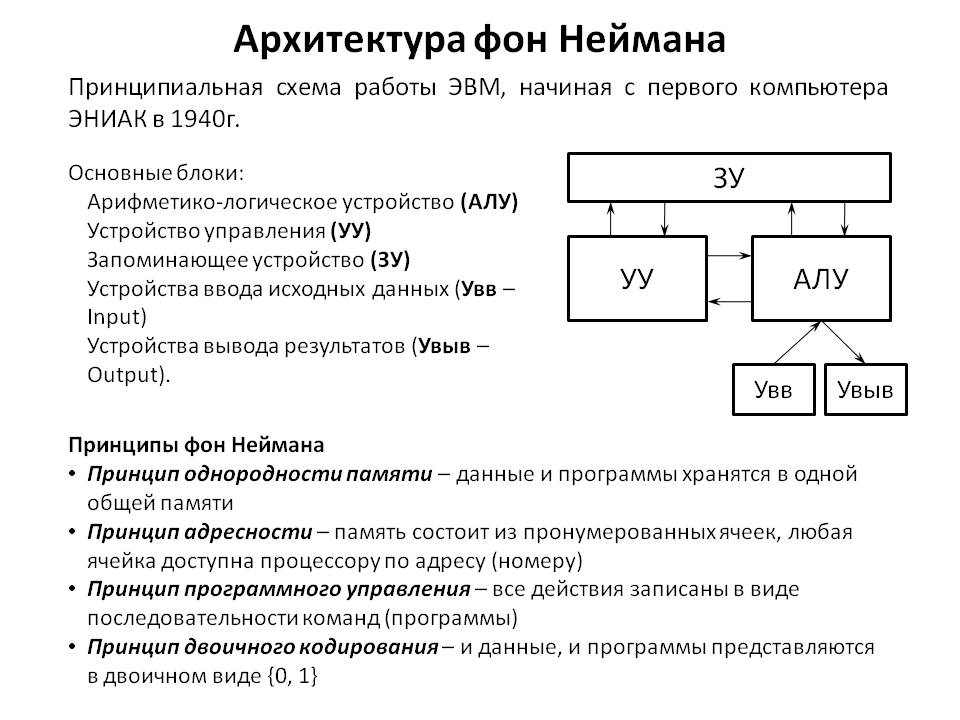 Архитектура фон Неймана
Принципиальная схема работы ЭВМ, начиная с первого компьютера
ЭНИАК в 1940г.
Основные блоки:
Арифметико-логическое устройство (АЛУ)
Устройство управления (УУ)
Запоминающее устройство (ЗУ)
Устройства ввода исходных данных (Увв –
Input)
Устройства вывода результатов (Увыв –
Output).
ЗУ
УУ
АЛУ
Увв
Увыв
Принципы фон Неймана
• Принцип однородности памяти – данные и программы хранятся в одной
общей памяти
• Принцип адресности – память состоит из пронумерованных ячеек, любая
ячейка доступна процессору по адресу (номеру)
• Принцип программного управления – все действия записаны в виде
последовательности команд (программы)
• Принцип двоичного кодирования – и данные, и программы представляются
в двоичном виде {0, 1}